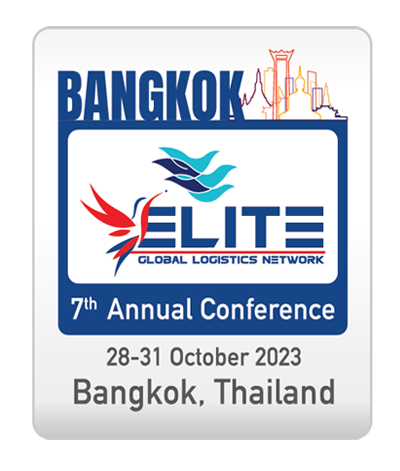 BANGKOK
ELITE
GLOBAL LOGISTICS NETWORK
7th Annual Conference
28-31 October 2023
Bangkok, Thailand